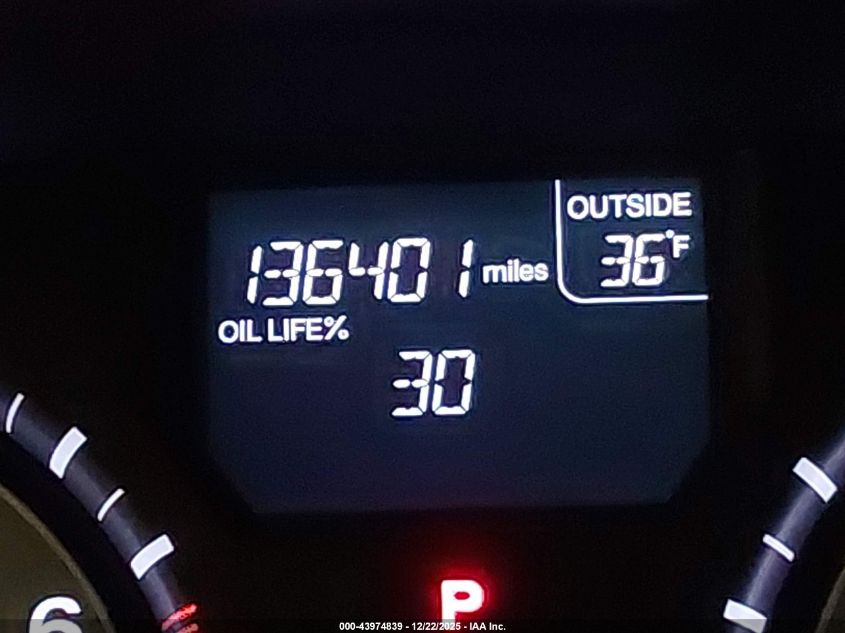 OUTSIDE
136401 miles 36°F
OIL LIFE%
30
P
6
000-43974839 - 12/22/2025 - IAA Inc.